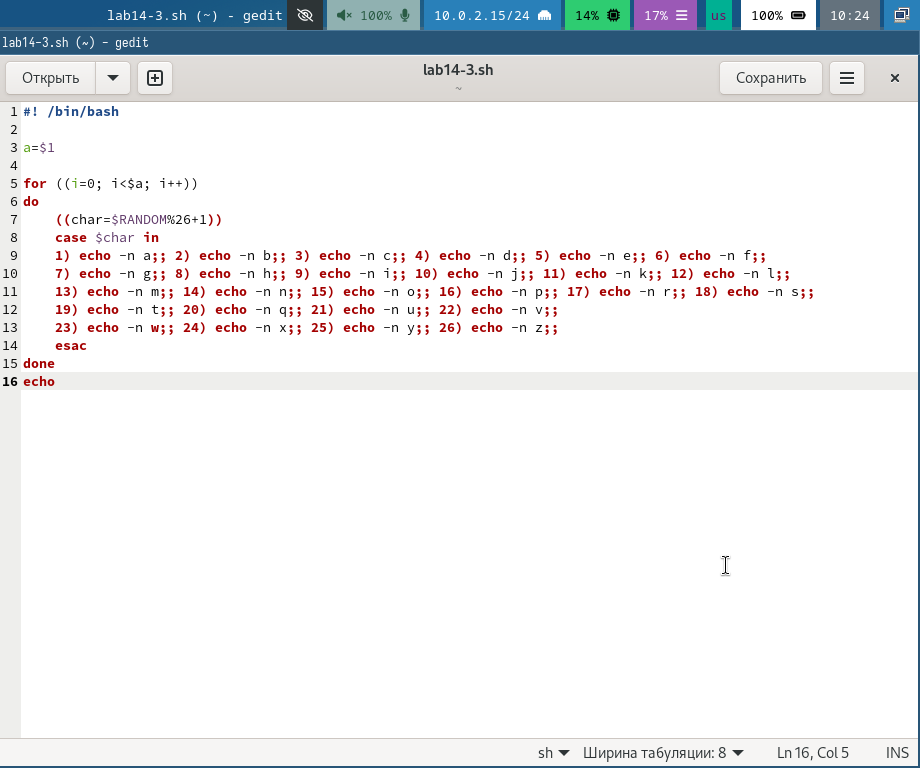 lab14-3.sh (~) - gedit 100% 10.0.2.15/24 14% 17% us 100% 10:24
lab14-3.sh (~) - gedit
Открыть lab14-3.sh Сохранить
~
1 #! /bin/bash
2
3 a=$1
4
5 for ((i=0; i<$a; i++))
6 do
7     ((char=$RANDOM%26+1))
8     case $char in
9     1) echo -n a;; 2) echo -n b;; 3) echo -n c;; 4) echo -n d;; 5) echo -n e;; 6) echo -n f;;
10     7) echo -n g;; 8) echo -n h;; 9) echo -n i;; 10) echo -n j;; 11) echo -n k;; 12) echo -n l;;
11     13) echo -n m;; 14) echo -n n;; 15) echo -n o;; 16) echo -n p;; 17) echo -n r;; 18) echo -n s;;
12     19) echo -n t;; 20) echo -n q;; 21) echo -n u;; 22) echo -n v;;
13     23) echo -n w;; 24) echo -n x;; 25) echo -n y;; 26) echo -n z;;
14     esac
15 done
16 echo
sh Ширина табуляции: 8 Ln 16, Col 5 INS